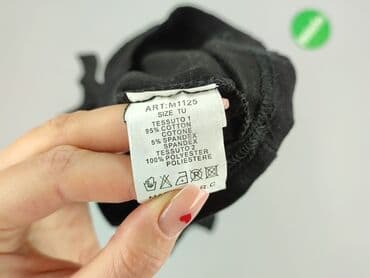 ART:M1125
SIZE TU
TESSUTO 1
95% COTTON
COTONE
5% SPANDEX
SPANDEX
TESSUTO 2
100% POLYESTER
POLIESTERE